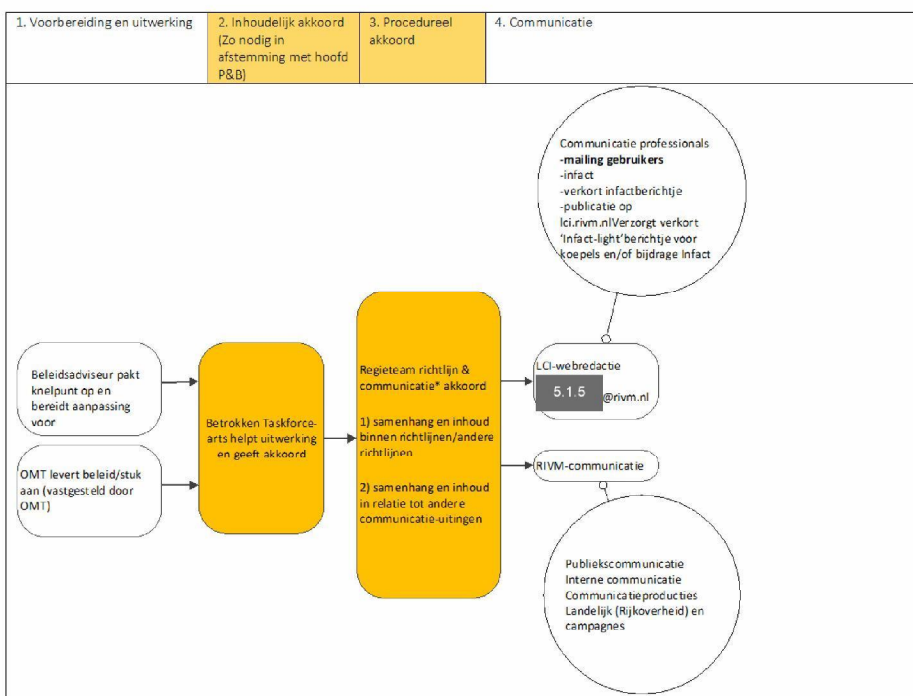 1. Voorbereiding en uitwerking
2. Inhoudelijk akkoord
(Zo nodig in
afstemming met hoofd
P&B)
3. Procedureel
akkoord
4. Communicatie
Communicatie professionals
-mailing gebruikers
-infact
-verkort infactberichtje
-publicatie op
lci.rivm.nlVerzorgt verkort
‘Infact-light’berichtje voor
koepels en/of bijdrage Infact
Beleidsadviseur pakt
knelpunt op en
bereidt aanpassing
voor
OMT levert beleid/stuk
aan (vastgesteld door
OMT)
Betrokken Taskforce-
arts helpt uitwerking
en geeft akkoord
Regieteam richtlijn &
communicatie* akkoord
1) samenhang en inhoud
binnen richtlijnen/andere
richtlijnen
2) samenhang en inhoud
in relatie tot andere
communicatie-uitingen
LCI-webredactie
5.1.5 @rivm.nl
RIVM-communicatie
Publiekscommunicatie
Interne communicatie
Communicatieproducties
Landelijk (Rijkoverheid) en
campagnes